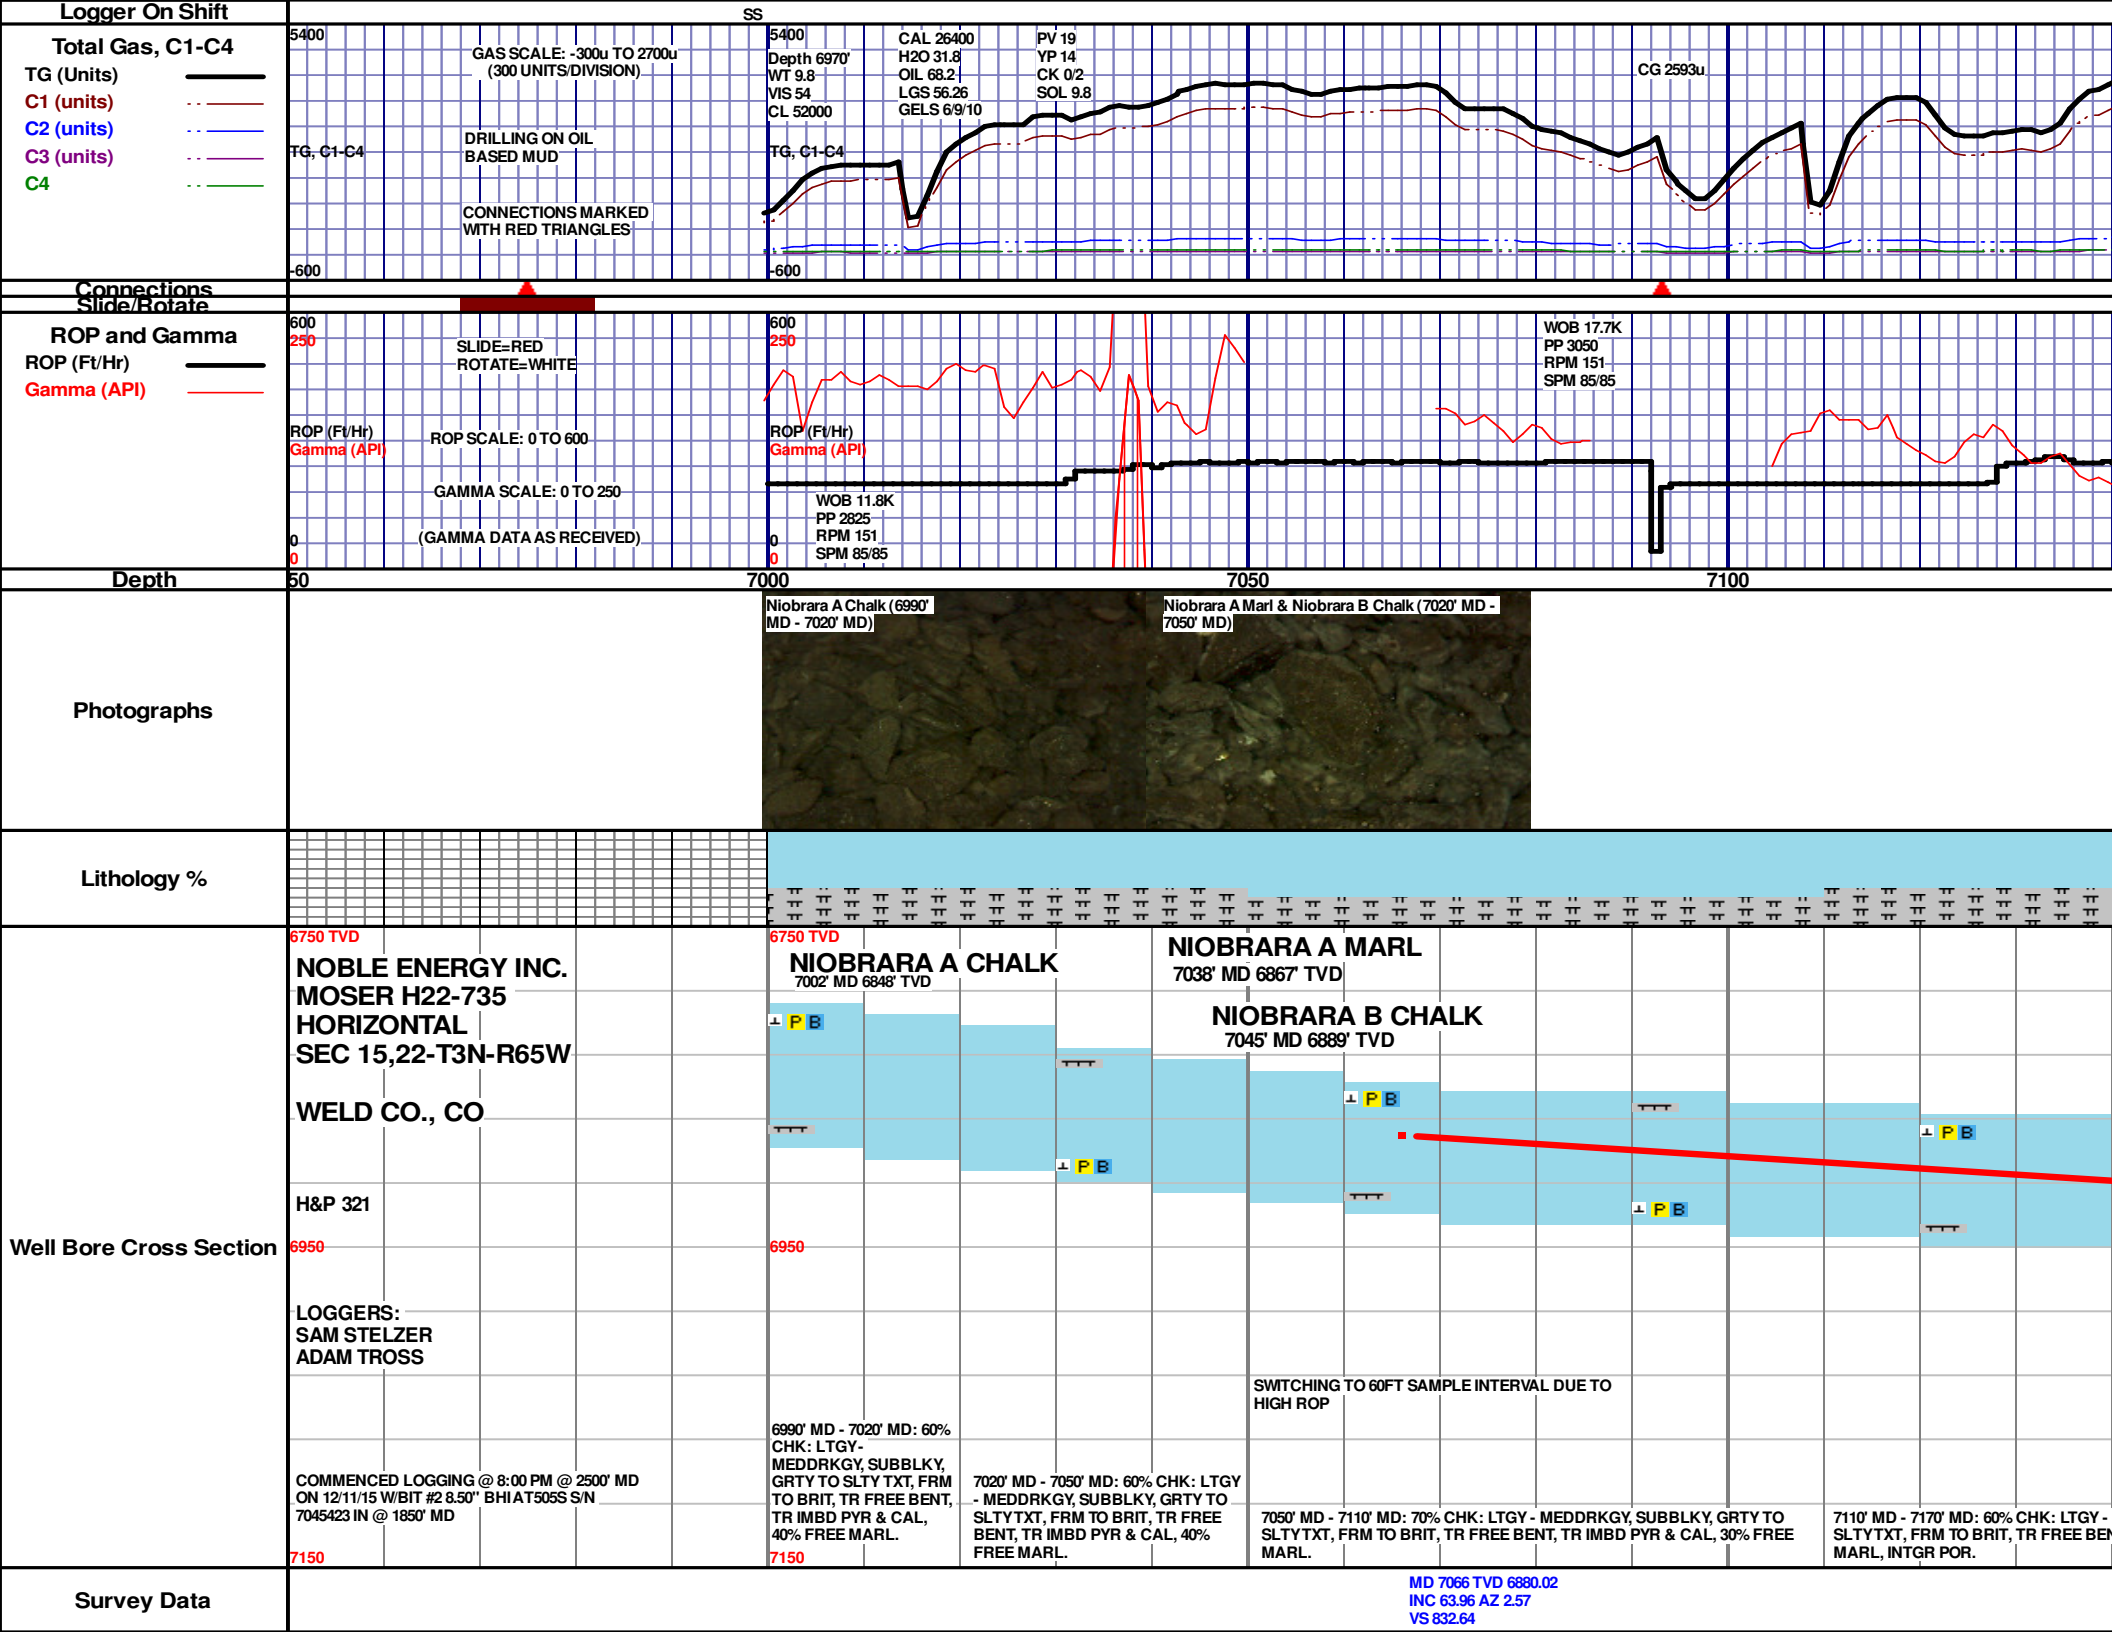 Logger On Shift
SS
Total Gas, C1-C4
TG (Units)
C1 (units)
C2 (units)
C3 (units)
C4
5400
GAS SCALE: -300u TO 2700u
(300 UNITS/DIVISION)
DRILLING ON OIL
BASED MUD
TG, C1-C4
CONNECTIONS MARKED
WITH RED TRIANGLES
-600
5400
Depth 6970'
WT 9.8
VIS 54
CL 52000
CAL 26400
H2O 31.8
OIL 68.2
LGS 56.26
GELS 6/9/10
PV 19
YP 14
CK 0/2
SOL 9.8
TG, C1-C4
-600
CG 2593u
Connections
Slide/Rotate
ROP and Gamma
ROP (Ft/Hr)
Gamma (API)
600
250
SLIDE=RED
ROTATE=WHITE
ROP (Ft/Hr)
Gamma (API)
ROP SCALE: 0 TO 600
GAMMA SCALE: 0 TO 250
(GAMMA DATA AS RECEIVED)
0
0
600
250
ROP (Ft/Hr)
Gamma (API)
WOB 11.8K
PP 2825
RPM 151
SPM 85/85
0
0
WOB 17.7K
PP 3050
RPM 151
SPM 85/85
Depth
50
7000
7050
7100
Photographs
Niobrara A Chalk (6990'
MD - 7020' MD)
Niobrara A Marl & Niobrara B Chalk (7020' MD -
7050' MD)
Lithology %
Well Bore Cross Section
6750 TVD
NOBLE ENERGY INC.
MOSER H22-735
HORIZONTAL
SEC 15,22-T3N-R65W
WELD CO., CO
H&P 321
6950
LOGGERS:
SAM STELZER
ADAM TROSS
COMMENCED LOGGING @ 8:00 PM @ 2500' MD
ON 12/11/15 W/BIT #2 8.50" BHI AT505S S/N
7045423 IN @ 1850' MD
7150
6750 TVD
NIOBRARA A CHALK
7002' MD 6848' TVD
NIOBRARA A MARL
7038' MD 6867' TVD
NIOBRARA B CHALK
7045' MD 6889' TVD
P B
P B
P B
P B
P B
6950
SWITCHING TO 60FT SAMPLE INTERVAL DUE TO
HIGH ROP
6990' MD - 7020' MD: 60%
CHK: LTGY-
MEDDRKGY, SUBBLKY,
GRTY TO SLTY TXT, FRM
TO BRIT, TR FREE BENT,
TR IMBD PYR & CAL,
40% FREE MARL.
7020' MD - 7050' MD: 60% CHK: LTGY
- MEDDRKGY, SUBBLKY, GRTY TO
SLTY TXT, FRM TO BRIT, TR FREE
BENT, TR IMBD PYR & CAL, 40%
FREE MARL.
7050' MD - 7110' MD: 70% CHK: LTGY - MEDDRKGY, SUBBLKY, GRTY TO
SLTY TXT, FRM TO BRIT, TR FREE BENT, TR IMBD PYR & CAL, 30% FREE
MARL.
7110' MD - 7170' MD: 60% CHK: LTGY -
SLTY TXT, FRM TO BRIT, TR FREE BEN
MARL, INTGR POR.
7150
Survey Data
MD 7066 TVD 6880.02
INC 63.96 AZ 2.57
VS 832.64